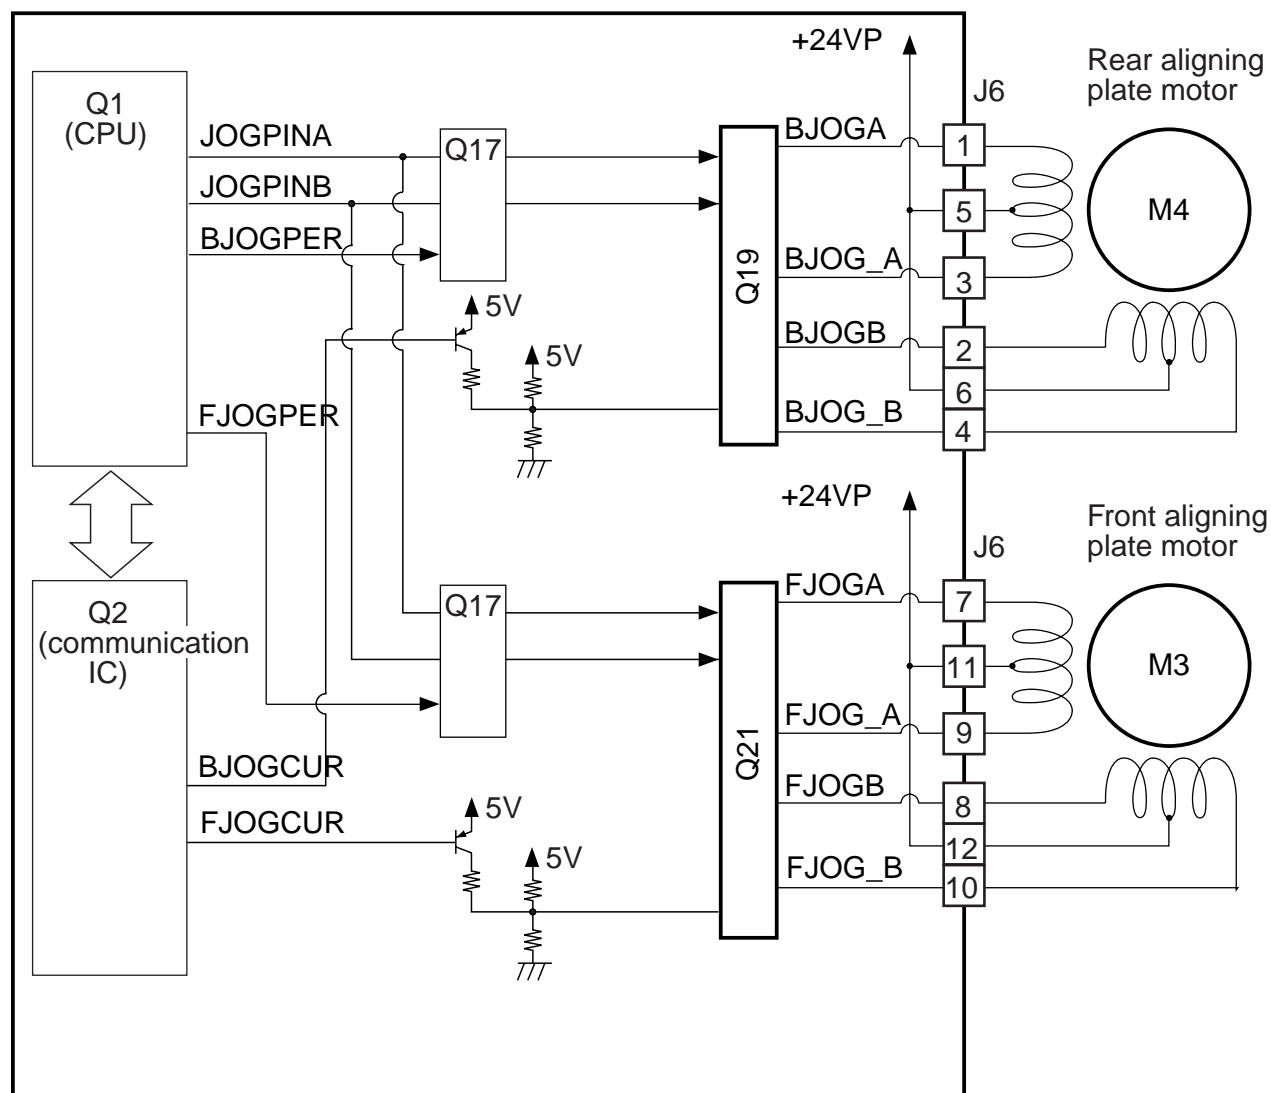 +24VP
Rear aligning
plate motor
J6
Q1
(CPU)
JOGPINA
JOGPINB
BJOGPER
Q17
BJOGA
1
5
BJOG_A
3
M4
Q19
5V
5V
BJOGB
2
6
BJOG_B
4
FJOGPER
+24VP
Front aligning
plate motor
J6
Q2
(communication
IC)
Q17
FJOGA
7
11
FJOG_A
9
M3
Q21
BJOGCUR
FJOGCUR
5V
5V
FJOGB
8
12
FJOG_B
10